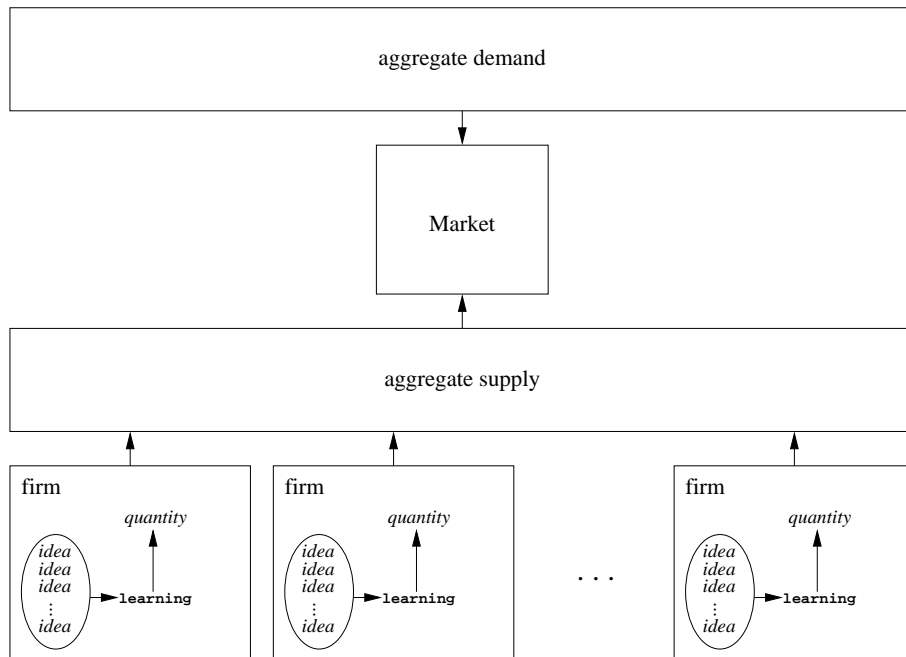 aggregate demand
Market
aggregate supply
firm
quantity
idea
idea
idea
...
idea
learning
firm
quantity
idea
idea
idea
...
idea
learning
. . .
firm
quantity
idea
idea
idea
...
idea
learning